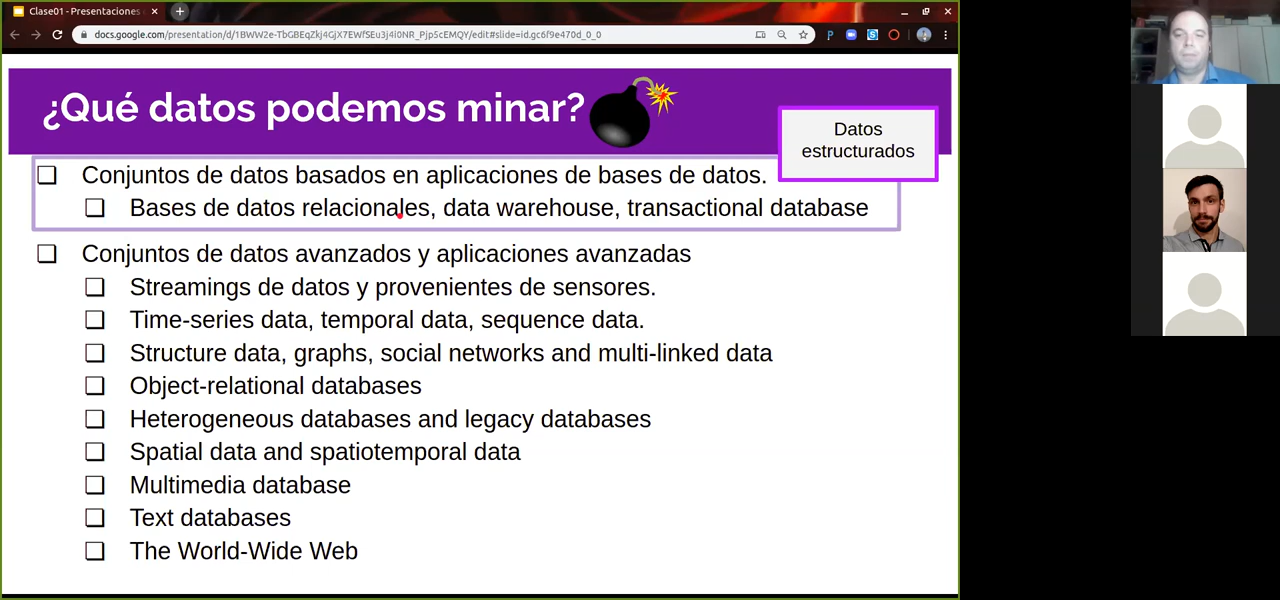 Clase01 - Presentaciones
docs.google.com/presentation/d/1BWW2e-TbGBEqZkj4GJX7EWfSEu3j4i0NR_Pjp5cEMQY/edit#slide=id.gc6f9e470d_0_0
¿Qué datos podemos minar?
Datos
estructurados
❏ Conjuntos de datos basados en aplicaciones de bases de datos.
❏ Bases de datos relacionales, data warehouse, transactional database
❏ Conjuntos de datos avanzados y aplicaciones avanzadas
❏ Streamings de datos y provenientes de sensores.
❏ Time-series data, temporal data, sequence data.
❏ Structure data, graphs, social networks and multi-linked data
❏ Object-relational databases
❏ Heterogeneous databases and legacy databases
❏ Spatial data and spatiotemporal data
❏ Multimedia database
❏ Text databases
❏ The World-Wide Web